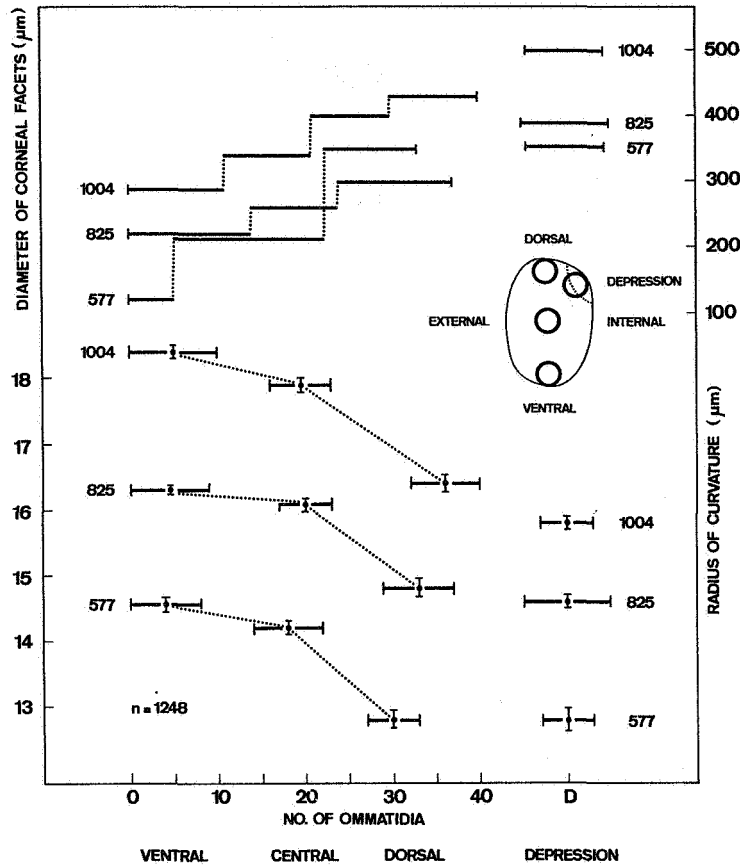 DIAMETER OF CORNEAL FACETS (µm)
RADIUS OF CURVATURE (µm)
500
400
300
200
100
18
17
16
15
14
13
1004
825
577
1004
825
577
1004
825
577
1004
825
577
DORSAL
DEPRESSION
EXTERNAL
INTERNAL
VENTRAL
n = 1248
0 10 20 30 40 D
NO. OF OMMATIDIA
VENTRAL CENTRAL DORSAL DEPRESSION